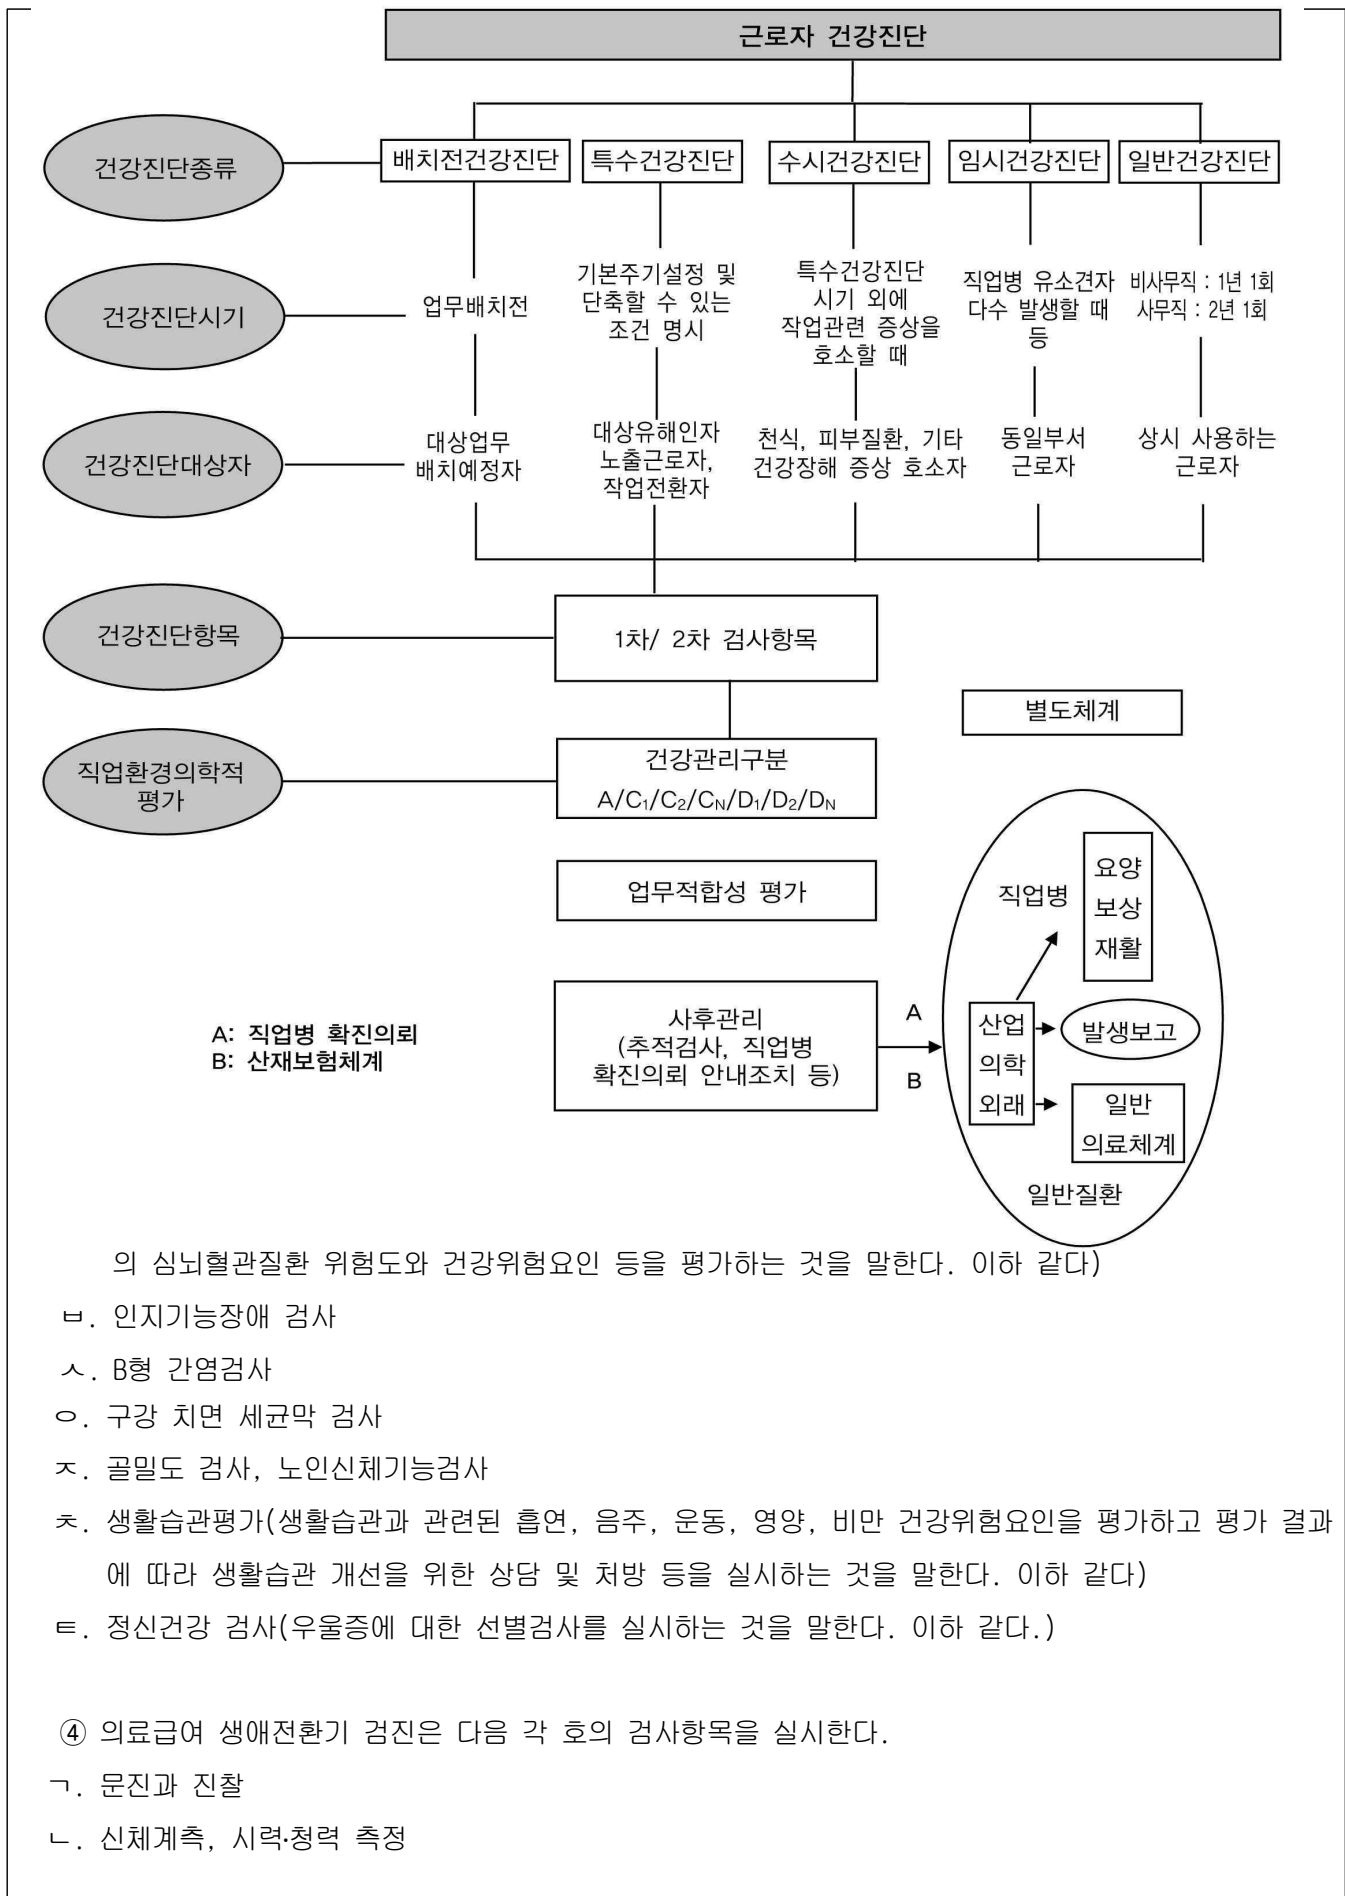 근로자 건강진단
건강진단종류
배치전건강진단
특수건강진단
수시건강진단
임시건강진단
일반건강진단
건강진단시기
업무배치전
기본주기설정 및
단축할 수 있는
조건 명시
특수건강진단
시기 외에
작업관련 증상을
호소할 때
직업병 유소견자
다수 발생할 때
등
비사무직 : 1년 1회
사무직 : 2년 1회
건강진단대상자
대상업무
배치예정자
대상유해인자
노출근로자,
작업전환자
천식, 피부질환, 기타
건강장해 증상 호소자
동일부서
근로자
상시 사용하는
근로자
건강진단항목
1차/ 2차 검사항목
별도체계
직업환경의학적
평가
건강관리구분
A/C₁/C₂/C_N/D₁/D₂/D_N
업무적합성 평가
A: 직업병 확진의뢰
B: 산재보험체계
사후관리
(추적검사, 직업병
확진의뢰 안내조치 등)
A
B
직업병
요양
보상
재활
산업
의학
외래
발생보고
일반
의료체계
일반질환
의 심뇌혈관질환 위험도와 건강위험요인 등을 평가하는 것을 말한다. 이하 같다)
ㅂ. 인지기능장애 검사
ㅅ. B형 간염검사
ㅇ. 구강 치면 세균막 검사
ㅈ. 골밀도 검사, 노인신체기능검사
ㅊ. 생활습관평가(생활습관과 관련된 흡연, 음주, 운동, 영양, 비만 건강위험요인을 평가하고 평가 결과
에 따라 생활습관 개선을 위한 상담 및 처방 등을 실시하는 것을 말한다. 이하 같다)
ㅌ. 정신건강 검사(우울증에 대한 선별검사를 실시하는 것을 말한다. 이하 같다.)
④ 의료급여 생애전환기 검진은 다음 각 호의 검사항목을 실시한다.
ㄱ. 문진과 진찰
ㄴ. 신체계측, 시력·청력 측정